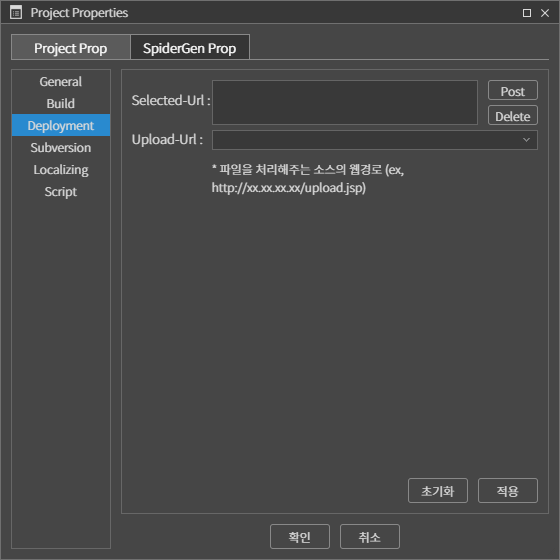 Project Properties
Project Prop
SpiderGen Prop
General
Build
Deployment
Subversion
Localizing
Script
Selected-Url :
Post
Delete
Upload-Url :
* 파일을 처리해주는 소스의 웹경로 (ex,
http://xx.xx.xx.xx/upload.jsp)
초기화
적용
확인
취소